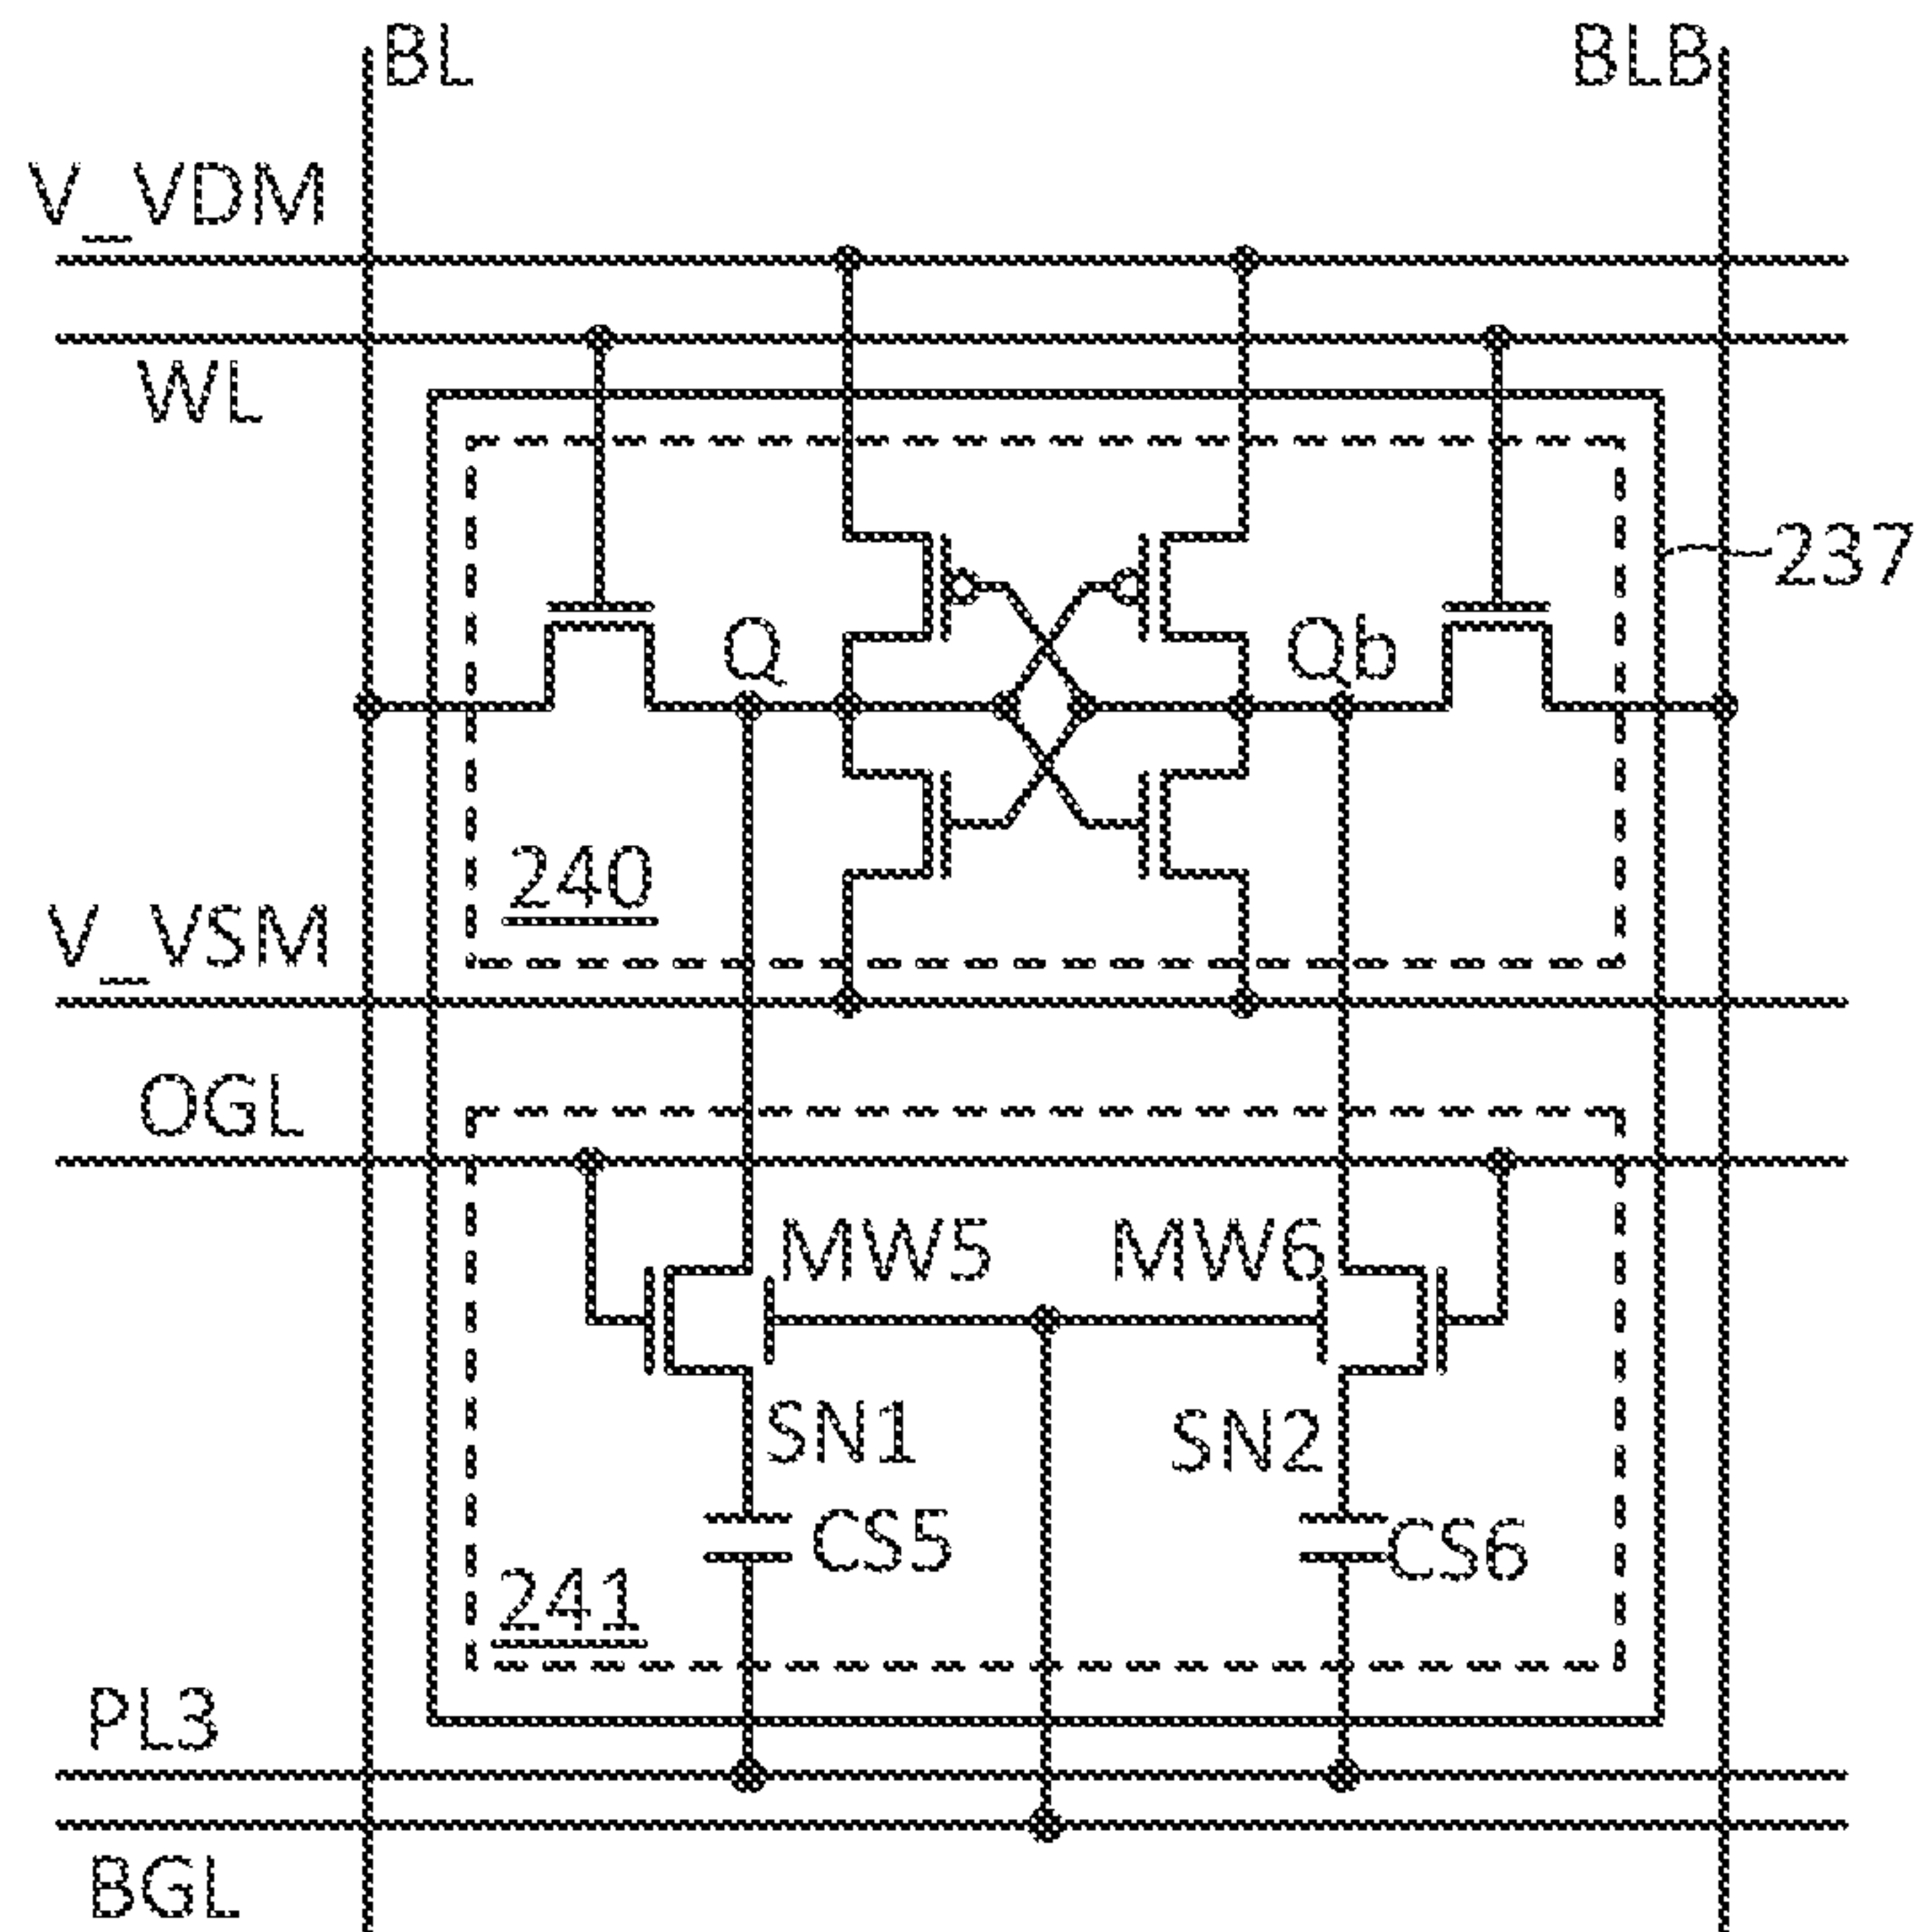 BL
BLB
V_VDM
WL
237
Q
Qb
240
V_VSM
OGL
MW5
MW6
SN1
SN2
CS5
CS6
241
PL3
BGL